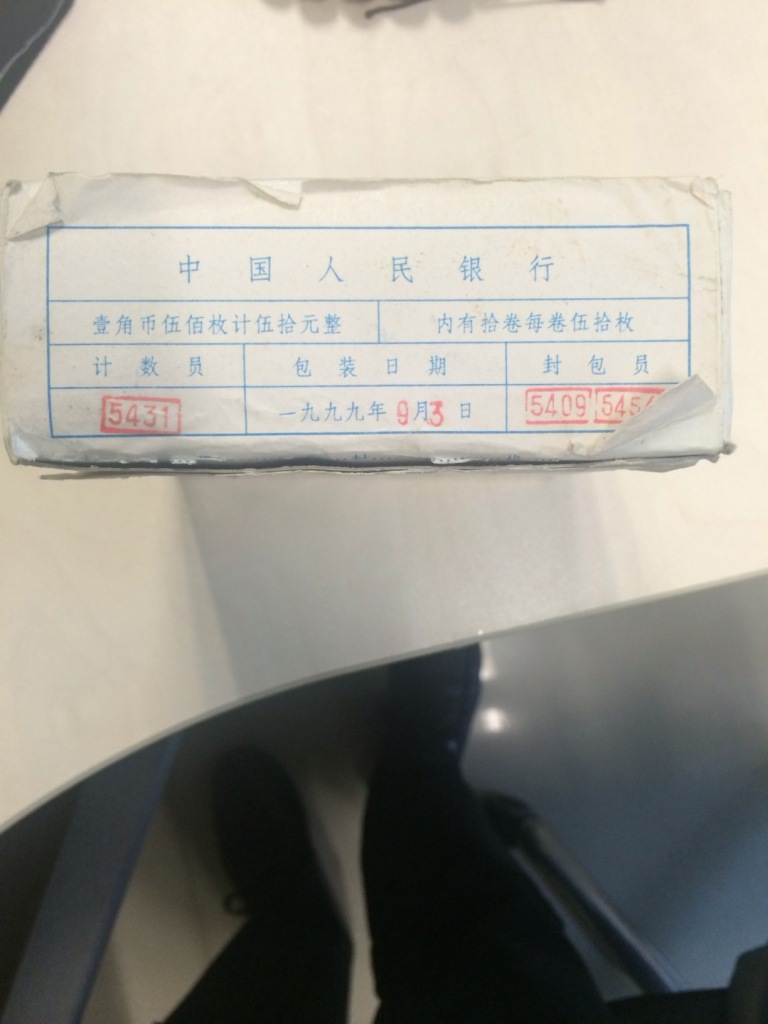 中国人民银行
壹角币伍佰枚计伍拾元整 内有拾卷每卷伍拾枚
计数员 包装日期 封包员
5431 一九九九年9月3日 5409 545